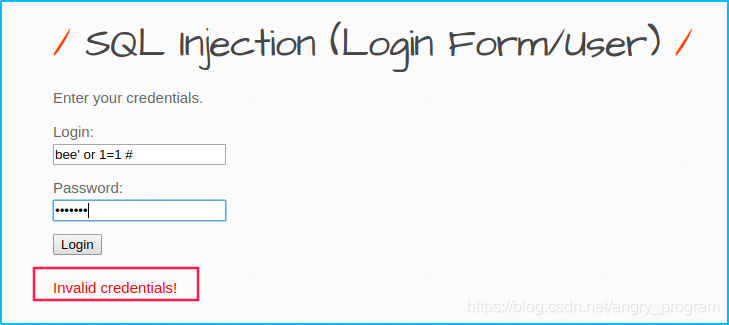 / SQL Injection (Login Form/User) /
Enter your credentials.
Login:
bee' or 1=1 #
Password:
•••••••
Login
Invalid credentials!
https://blog.csdn.net/angry_program